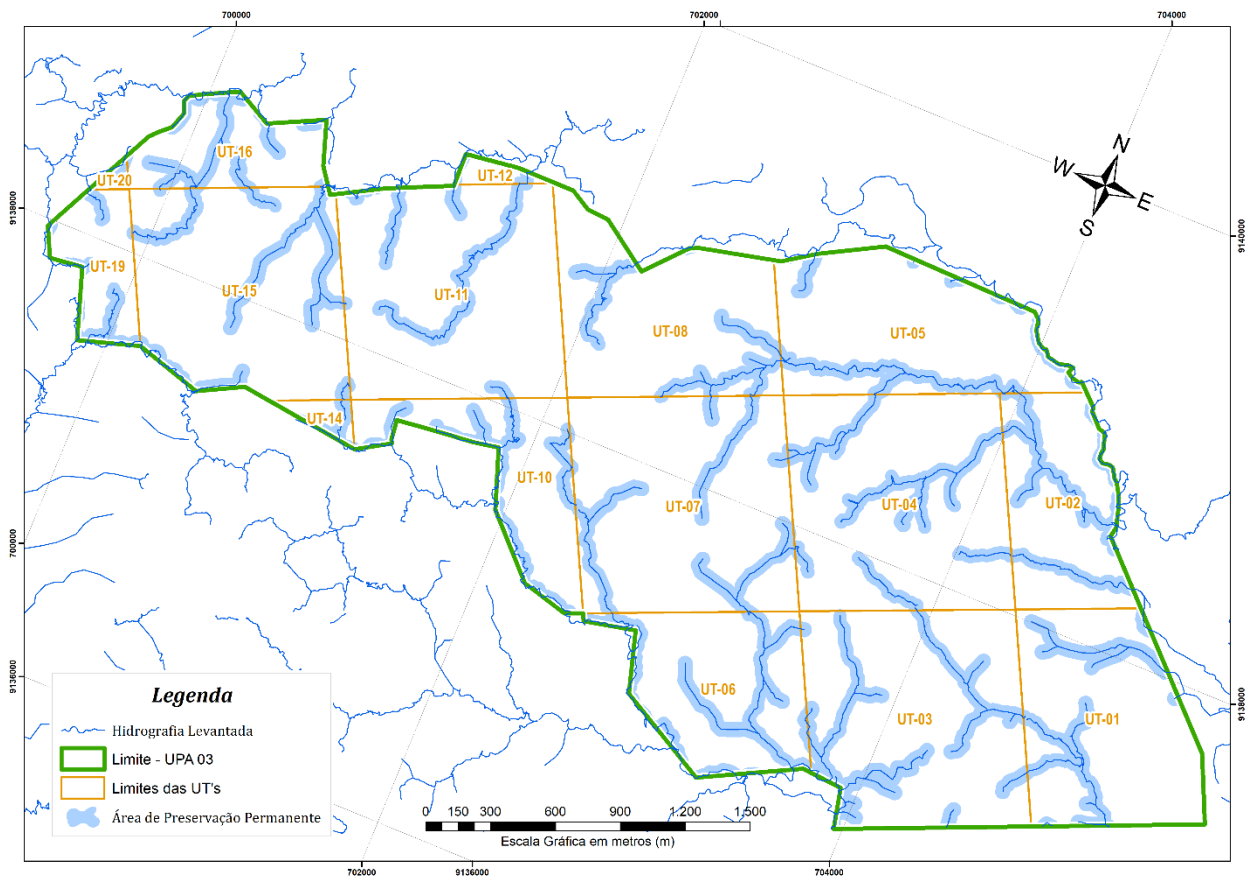 700000
702000
704000
9138000
9140000
N
W
E
S
UT-16
UT-20
UT-12
UT-19
UT-15
UT-11
UT-08
UT-05
UT-14
UT-10
UT-07
UT-04
UT-02
700000
9136000
9138000
UT-06
UT-03
UT-01
Legenda
Hidrografia Levantada
Limite - UPA 03
Limites das UT's
Área de Preservação Permanente
0 150 300 600 900 1.200 1.500
Escala Gráfica em metros (m)
702000
9136000
704000